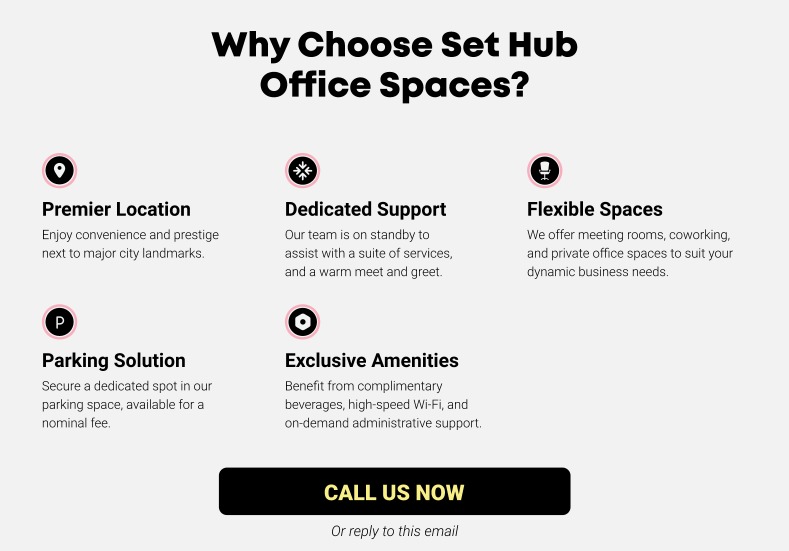 Why Choose Set Hub
Office Spaces?
Premier Location
Enjoy convenience and prestige
next to major city landmarks.
Dedicated Support
Our team is on standby to
assist with a suite of services,
and a warm meet and greet.
Flexible Spaces
We offer meeting rooms, coworking,
and private office spaces to suit your
dynamic business needs.
P
Parking Solution
Secure a dedicated spot in our
parking space, available for a
nominal fee.
Exclusive Amenities
Benefit from complimentary
beverages, high-speed Wi-Fi, and
on-demand administrative support.
CALL US NOW
Or reply to this email